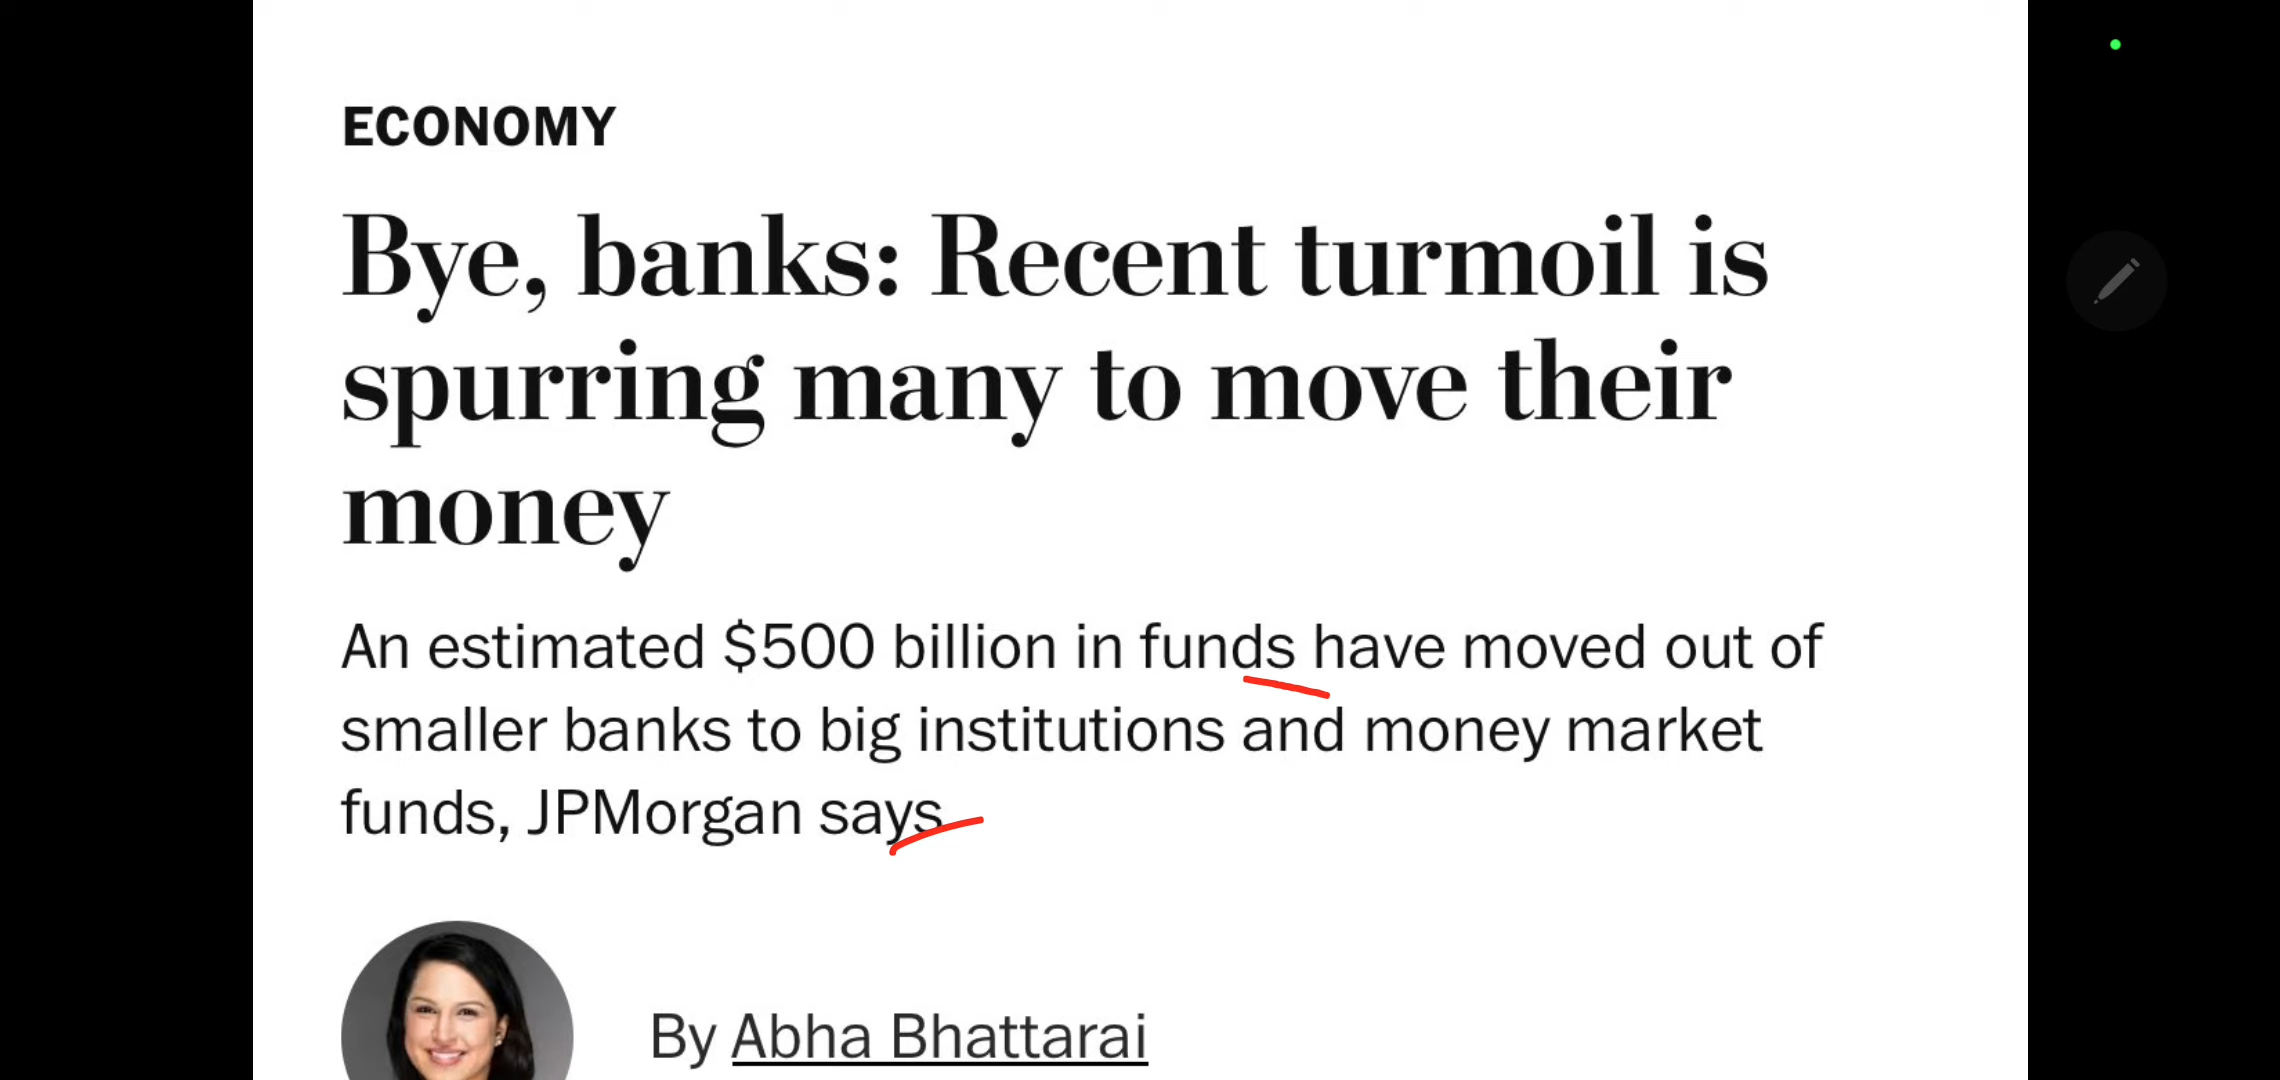 ECONOMY
Bye, banks: Recent turmoil is
spurring many to move their
money
An estimated $500 billion in funds have moved out of
smaller banks to big institutions and money market
funds, JPMorgan says
By Abha Bhattarai